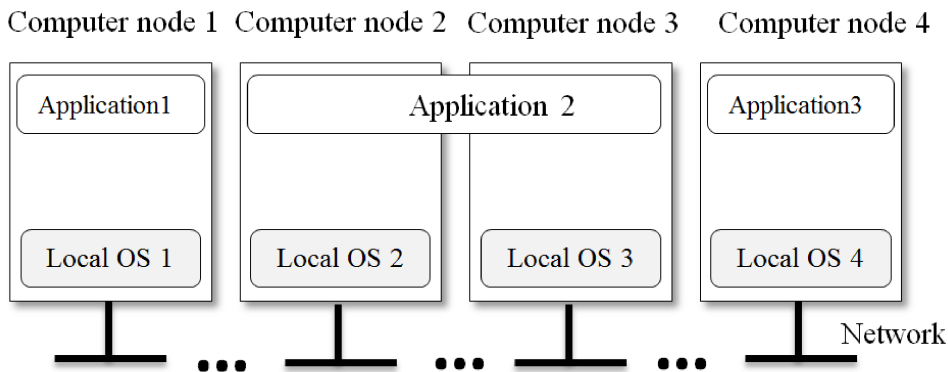 Computer node 1 Computer node 2 Computer node 3 Computer node 4
Application1 Application 2 Application3
Local OS 1 Local OS 2 Local OS 3 Local OS 4
Network